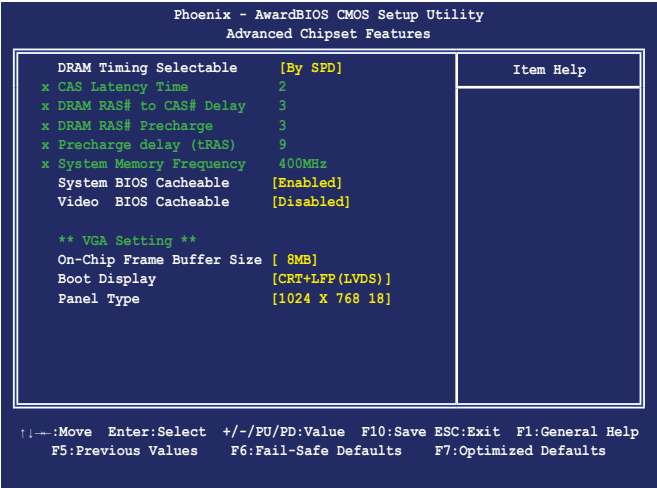 Phoenix - AwardBIOS CMOS Setup Utility
Advanced Chipset Features
DRAM Timing Selectable [By SPD]
Item Help
x CAS Latency Time 2
x DRAM RAS# to CAS# Delay 3
x DRAM RAS# Precharge 3
x Precharge delay (tRAS) 9
x System Memory Frequency 400MHz
System BIOS Cacheable [Enabled]
Video BIOS Cacheable [Disabled]
** VGA Setting **
On-Chip Frame Buffer Size [ 8MB]
Boot Display [CRT+LFP(LVDS)]
Panel Type [1024 X 768 18]
↑↓→←:Move Enter:Select +/-/PU/PD:Value F10:Save ESC:Exit F1:General Help
F5:Previous Values F6:Fail-Safe Defaults F7:Optimized Defaults